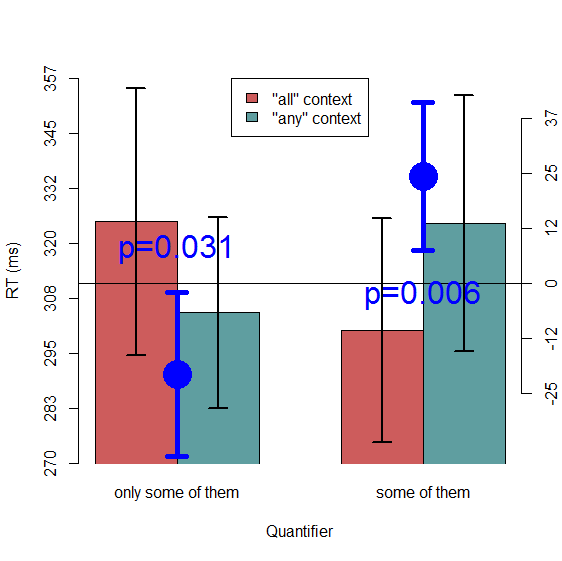 357
345
332
320
308
295
283
270
RT (ms)
"all" context
"any" context
37
25
12
0
-12
-25
p=0.031
p=0.006
only some of them
some of them
Quantifier